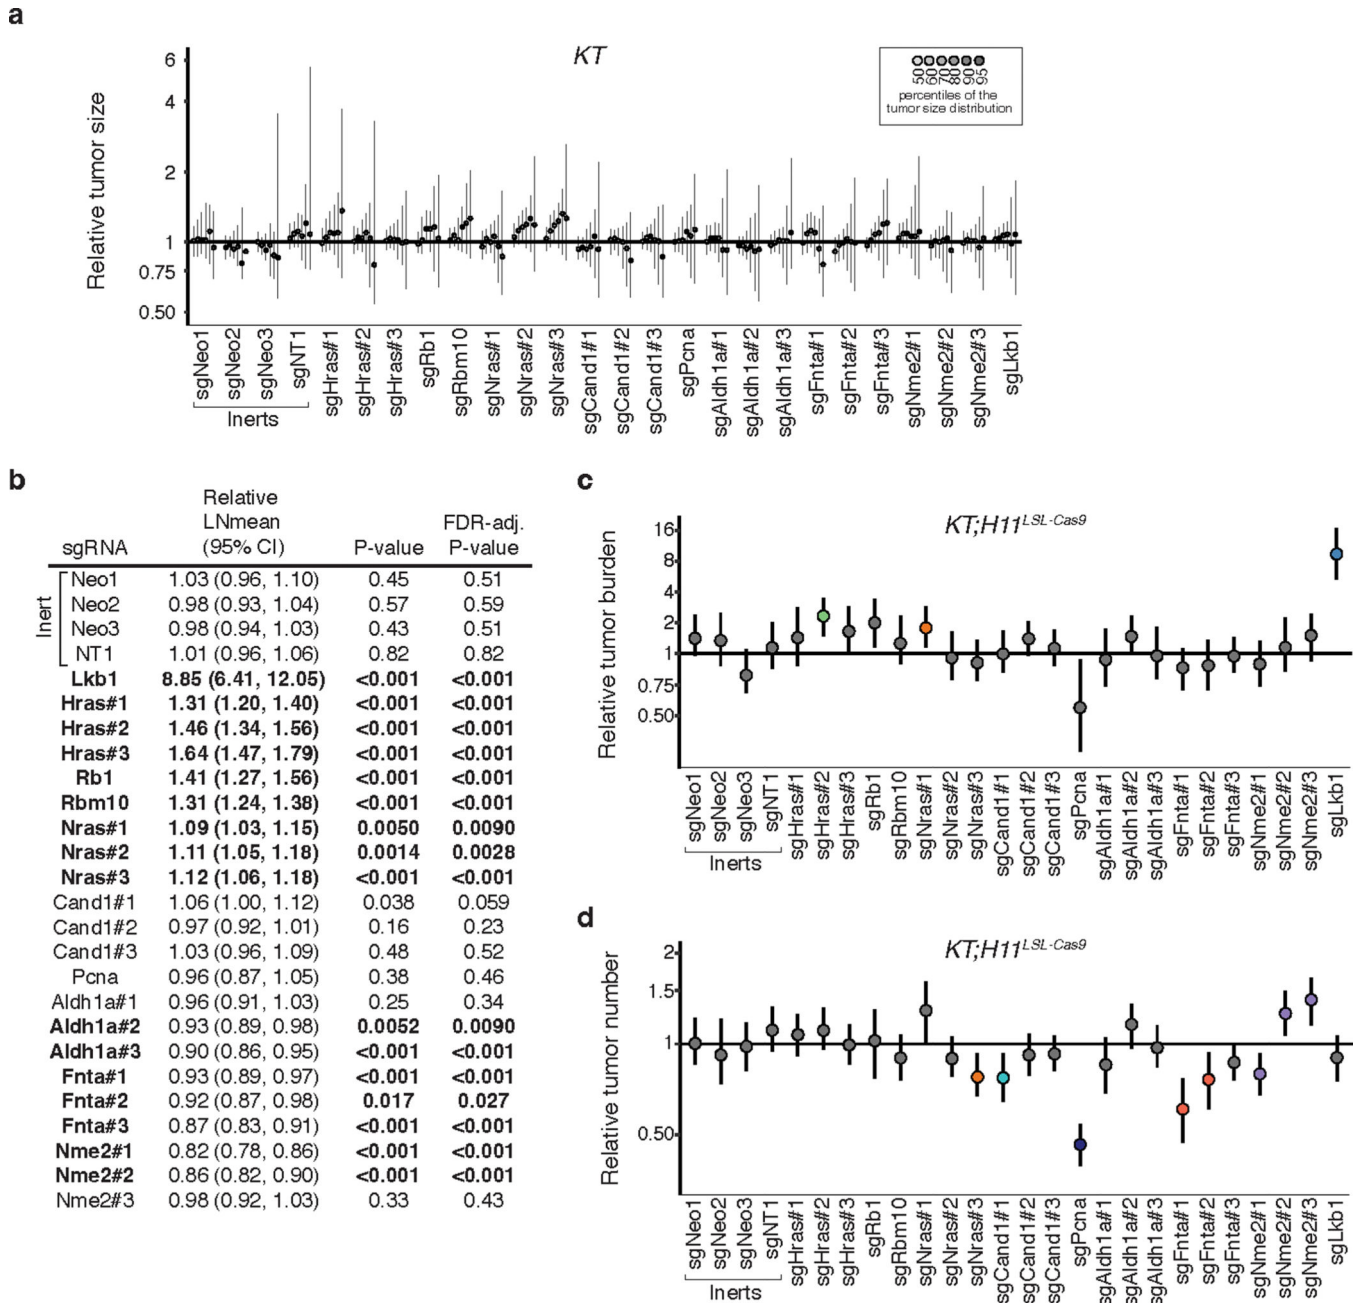 a
KT
50 60 70 80 90 95
percentiles of the
tumor size distribution
Relative tumor size
6
4
2
1
0.75
0.50
sgNeo1 sgNeo2 sgNeo3 sgNT1 sgHras#1 sgHras#2 sgHras#3 sgRb1 sgRbm10 sgNras#1 sgNras#2 sgNras#3 sgCand1#1 sgCand1#2 sgCand1#3 sgPcna sgAldh1a#1 sgAldh1a#2 sgAldh1a#3 sgFnta#1 sgFnta#2 sgFnta#3 sgNme2#1 sgNme2#2 sgNme2#3 sgLkb1
Inerts
b
Relative
LNmean FDR-adj.
sgRNA (95% CI) P-value P-value
Inert
Neo1 1.03 (0.96, 1.10) 0.45 0.51
Neo2 0.98 (0.93, 1.04) 0.57 0.59
Neo3 0.98 (0.94, 1.03) 0.43 0.51
NT1 1.01 (0.96, 1.06) 0.82 0.82
Lkb1 8.85 (6.41, 12.05) <0.001 <0.001
Hras#1 1.31 (1.20, 1.40) <0.001 <0.001
Hras#2 1.46 (1.34, 1.56) <0.001 <0.001
Hras#3 1.64 (1.47, 1.79) <0.001 <0.001
Rb1 1.41 (1.27, 1.56) <0.001 <0.001
Rbm10 1.31 (1.24, 1.38) <0.001 <0.001
Nras#1 1.09 (1.03, 1.15) 0.0050 0.0090
Nras#2 1.11 (1.05, 1.18) 0.0014 0.0028
Nras#3 1.12 (1.06, 1.18) <0.001 <0.001
Cand1#1 1.06 (1.00, 1.12) 0.038 0.059
Cand1#2 0.97 (0.92, 1.01) 0.16 0.23
Cand1#3 1.03 (0.96, 1.09) 0.48 0.52
Pcna 0.96 (0.87, 1.05) 0.38 0.46
Aldh1a#1 0.96 (0.91, 1.03) 0.25 0.34
Aldh1a#2 0.93 (0.89, 0.98) 0.0052 0.0090
Aldh1a#3 0.90 (0.86, 0.95) <0.001 <0.001
Fnta#1 0.93 (0.89, 0.97) <0.001 <0.001
Fnta#2 0.92 (0.87, 0.98) 0.017 0.027
Fnta#3 0.87 (0.83, 0.91) <0.001 <0.001
Nme2#1 0.82 (0.78, 0.86) <0.001 <0.001
Nme2#2 0.86 (0.82, 0.90) <0.001 <0.001
Nme2#3 0.98 (0.92, 1.03) 0.33 0.43
c
KT;H11LSL-Cas9
Relative tumor burden
16
8
4
2
1
0.75
0.50
sgNeo1 sgNeo2 sgNeo3 sgNT1 sgHras#1 sgHras#2 sgHras#3 sgRb1 sgRbm10 sgNras#1 sgNras#2 sgNras#3 sgCand1#1 sgCand1#2 sgCand1#3 sgPcna sgAldh1a#1 sgAldh1a#2 sgAldh1a#3 sgFnta#1 sgFnta#2 sgFnta#3 sgNme2#1 sgNme2#2 sgNme2#3 sgLkb1
Inerts
d
KT;H11LSL-Cas9
Relative tumor number
2
1.5
1
0.50
sgNeo1 sgNeo2 sgNeo3 sgNT1 sgHras#1 sgHras#2 sgHras#3 sgRb1 sgRbm10 sgNras#1 sgNras#2 sgNras#3 sgCand1#1 sgCand1#2 sgCand1#3 sgPcna sgAldh1a#1 sgAldh1a#2 sgAldh1a#3 sgFnta#1 sgFnta#2 sgFnta#3 sgNme2#1 sgNme2#2 sgNme2#3 sgLkb1
Inerts